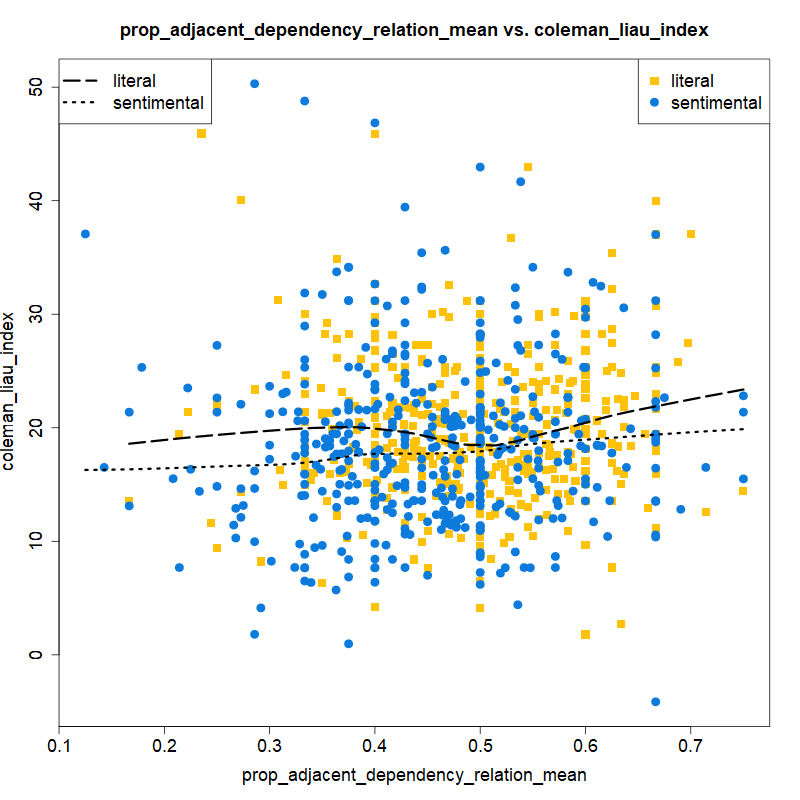 prop_adjacent_dependency_relation_mean vs. coleman_liau_index
literal
sentimental
literal
sentimental
50
40
30
20
10
0
coleman_liau_index
0.1 0.2 0.3 0.4 0.5 0.6 0.7
prop_adjacent_dependency_relation_mean